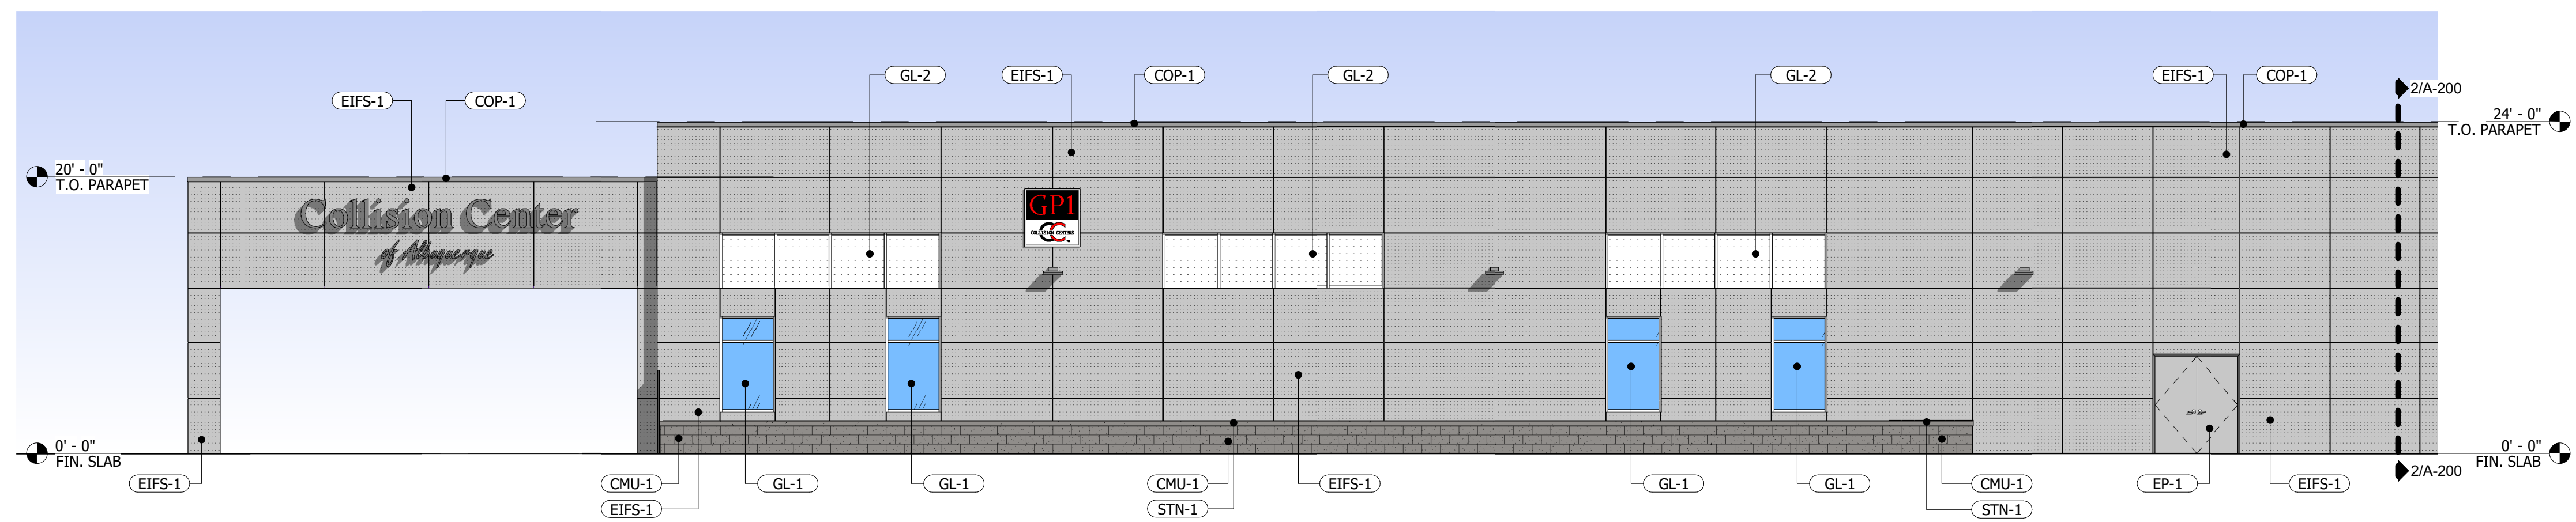 GL-2
EIFS-1
COP-1
GL-2
GL-2
EIFS-1
COP-1
EIFS-1
COP-1
2/A-200
24' - 0"
T.O. PARAPET
20' - 0"
T.O. PARAPET
Collision Center
of Albuquerque
GP1
CC
COLLISION CENTERS
0' - 0"
FIN. SLAB
0' - 0"
FIN. SLAB
2/A-200
EIFS-1
CMU-1
GL-1
GL-1
CMU-1
EIFS-1
GL-1
GL-1
CMU-1
EP-1
EIFS-1
EIFS-1
STN-1
STN-1